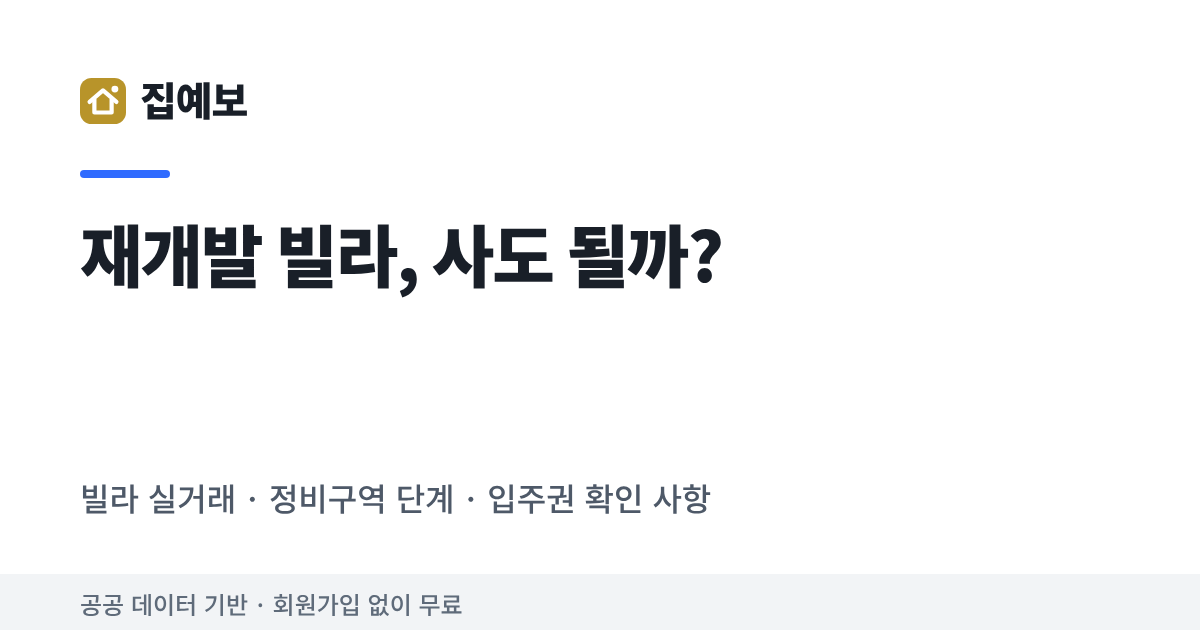 집예보
재개발 빌라, 사도 될까?
빌라 실거래 · 정비구역 단계 · 입주권 확인 사항
공공 데이터 기반 · 회원가입 없이 무료